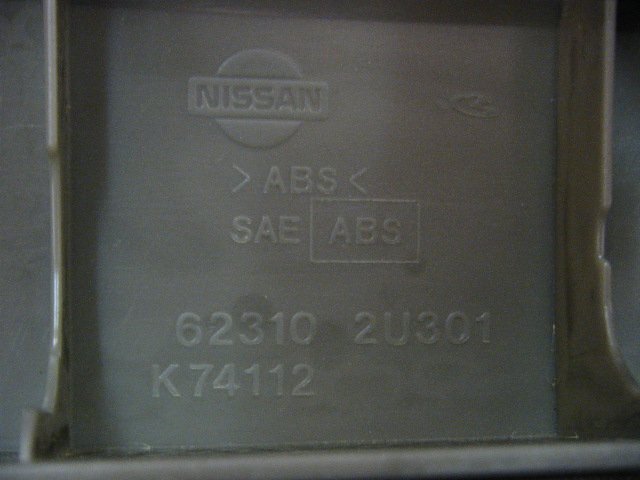 NISSAN
>ABS<
SAE ABS
62310 2U301
K74112